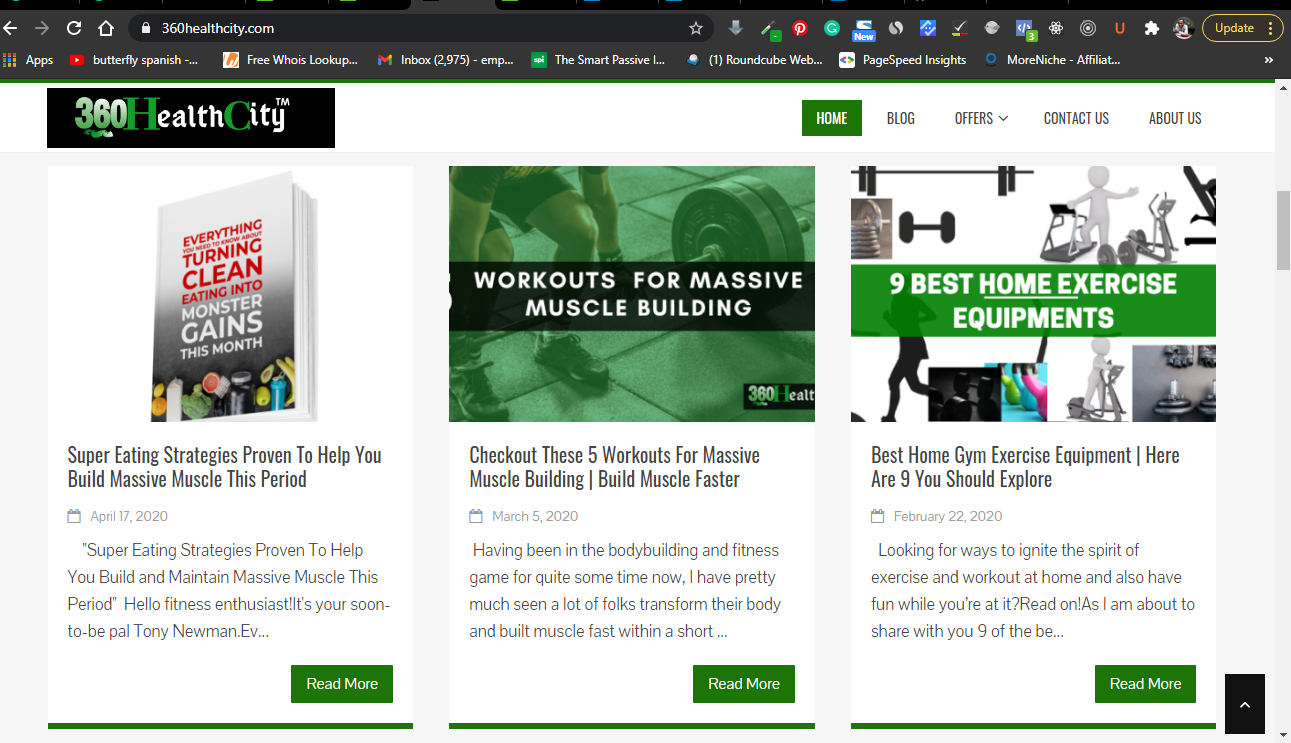 360healthcity.com
Update
New
3
Apps
butterfly spanish -...
Free Whois Lookup...
Inbox (2,975) - emp...
spi
The Smart Passive I...
(1) Roundcube Web...
PageSpeed Insights
MoreNiche - Affiliat...
»
360HealthCity™
HOME
BLOG
OFFERS
CONTACT US
ABOUT US
EVERYTHING
YOU NEED TO KNOW ABOUT
TURNING
CLEAN
EATING INTO
MONSTER
GAINS
THIS MONTH
Super Eating Strategies Proven To Help You
Build Massive Muscle This Period
April 17, 2020
"Super Eating Strategies Proven To Help
You Build and Maintain Massive Muscle This
Period" Hello fitness enthusiast!It's your soon-
to-be pal Tony Newman.Ev...
Read More
WORKOUTS FOR MASSIVE
MUSCLE BUILDING
360Healt
Checkout These 5 Workouts For Massive
Muscle Building | Build Muscle Faster
March 5, 2020
Having been in the bodybuilding and fitness
game for quite some time now, I have pretty
much seen a lot of folks transform their body
and built muscle fast within a short ...
Read More
9 BEST HOME EXERCISE
EQUIPMENTS
Best Home Gym Exercise Equipment | Here
Are 9 You Should Explore
February 22, 2020
Looking for ways to ignite the spirit of
exercise and workout at home and also have
fun while you're at it?Read on!As I am about to
share with you 9 of the be...
Read More